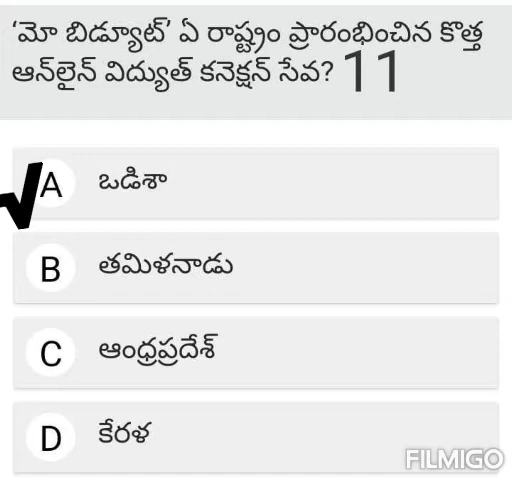 ‘మో బిడ్యూట్’ ఏ రాష్ట్రం ప్రారంభించిన కొత్త
ఆన్‌లైన్ విద్యుత్ కనెక్షన్ సేవ? 11
A ఒడిశా
B తమిళనాడు
C ఆంధ్రప్రదేశ్
D కేరళ
FILMIGO